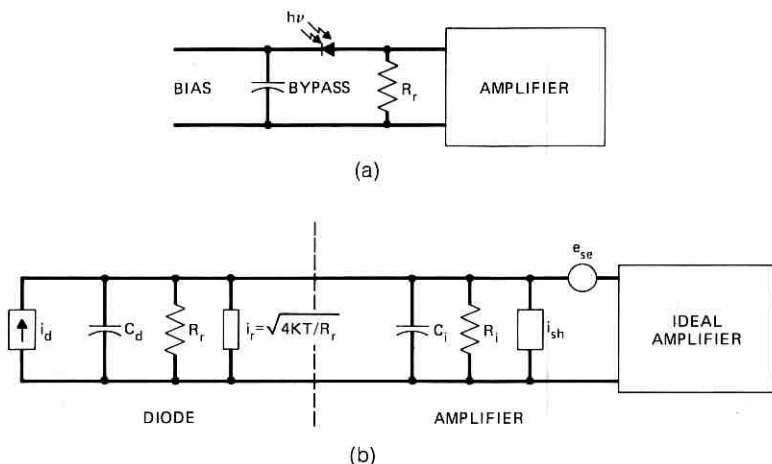 hν
BIAS
BYPASS
R_r
AMPLIFIER
(a)
e_se
i_d
C_d
R_r
i_r=√4KT/R_r
C_i
R_i
i_sh
IDEAL
AMPLIFIER
DIODE
AMPLIFIER
(b)